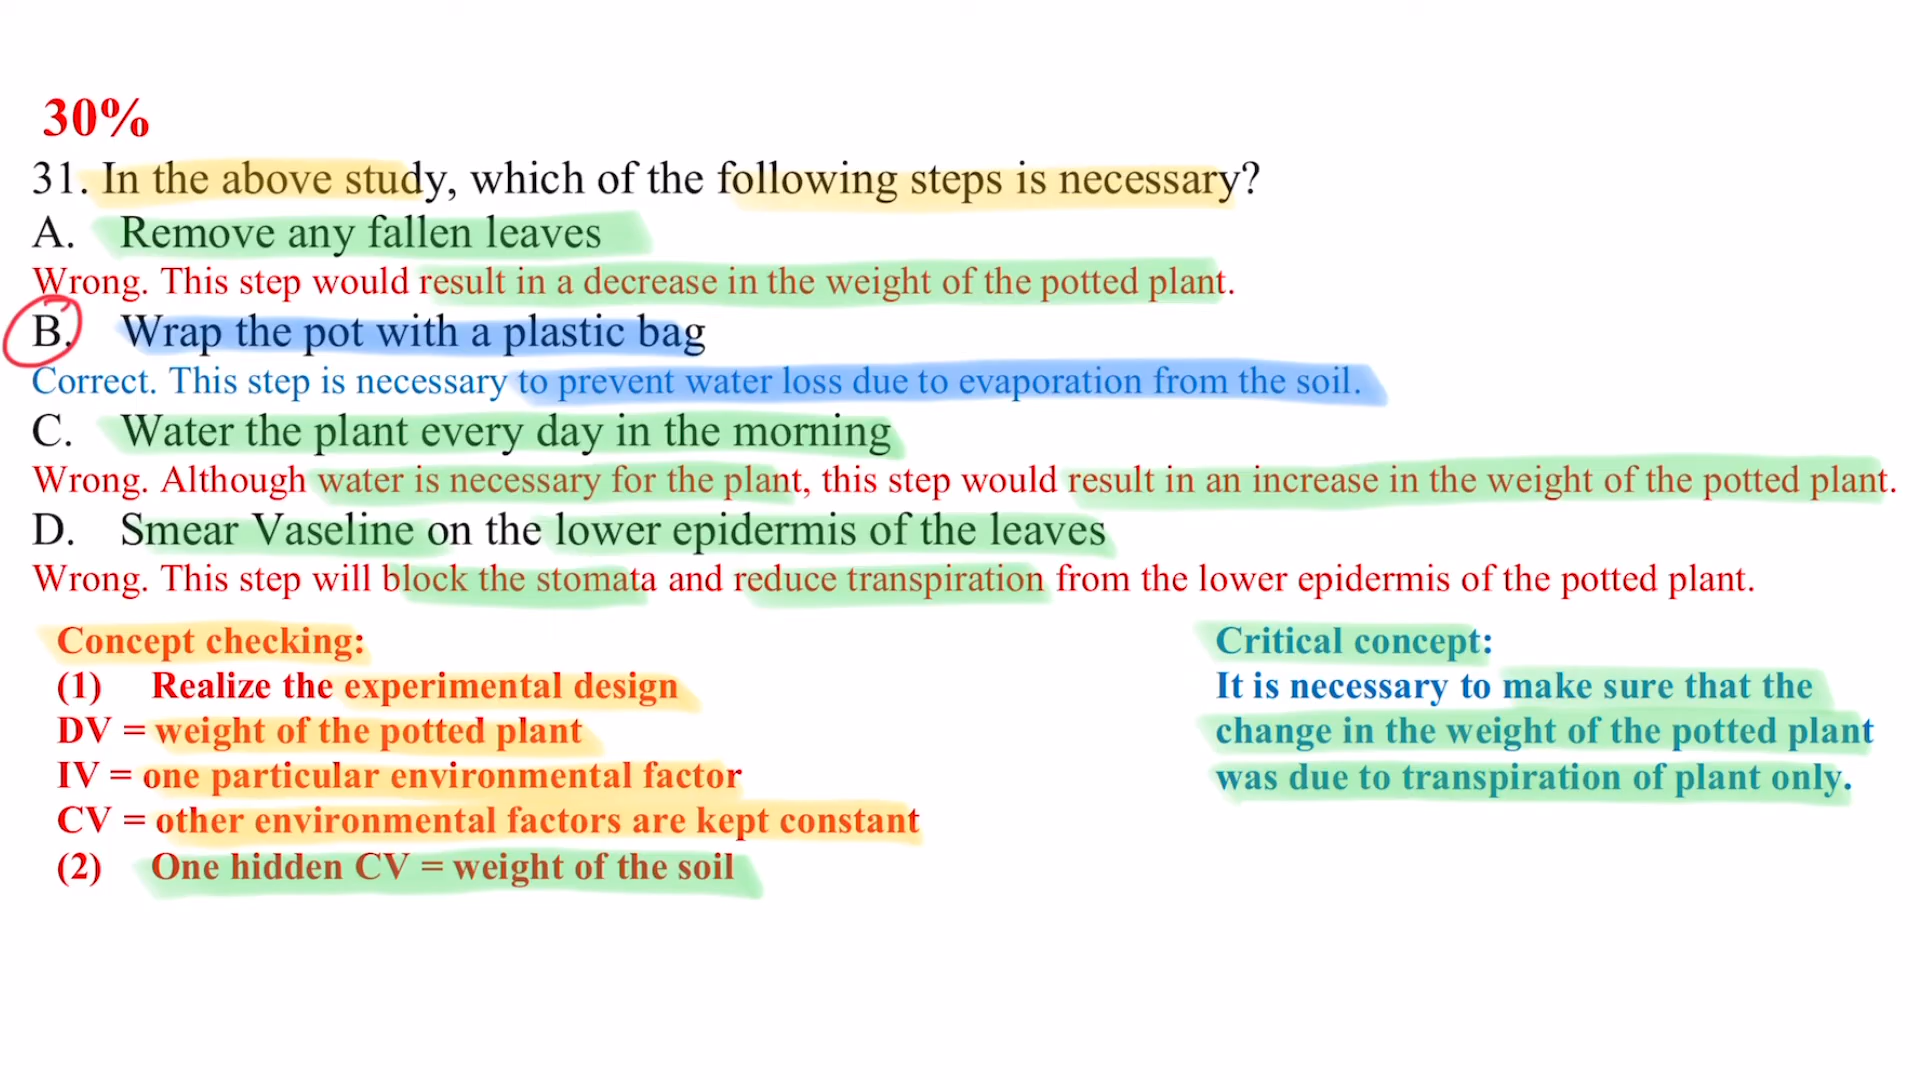 30%
31. In the above study, which of the following steps is necessary?
A. Remove any fallen leaves
Wrong. This step would result in a decrease in the weight of the potted plant.
B. Wrap the pot with a plastic bag
Correct. This step is necessary to prevent water loss due to evaporation from the soil.
C. Water the plant every day in the morning
Wrong. Although water is necessary for the plant, this step would result in an increase in the weight of the potted plant.
D. Smear Vaseline on the lower epidermis of the leaves
Wrong. This step will block the stomata and reduce transpiration from the lower epidermis of the potted plant.
Concept checking:
(1) Realize the experimental design
DV = weight of the potted plant
IV = one particular environmental factor
CV = other environmental factors are kept constant
(2) One hidden CV = weight of the soil
Critical concept:
It is necessary to make sure that the
change in the weight of the potted plant
was due to transpiration of plant only.